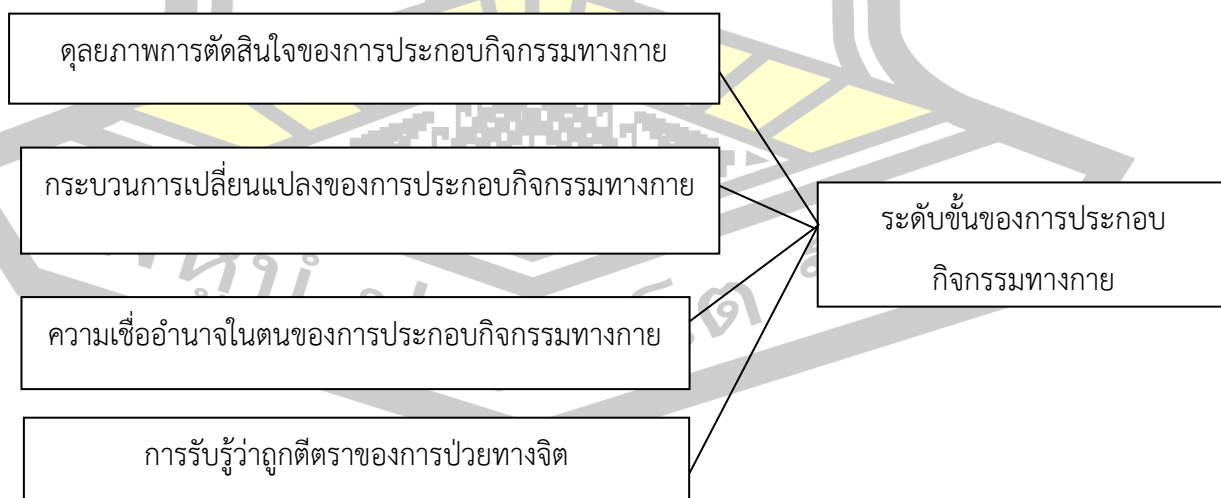 ดุลยภาพการตัดสินใจของการประกอบกิจกรรมทางกาย
กระบวนการเปลี่ยนแปลงของการประกอบกิจกรรมทางกาย
ระดับขั้นของการประกอบ
กิจกรรมทางกาย
ความเชื่ออำนาจในตนของการประกอบกิจกรรมทางกาย
การรับรู้ว่าถูกตีตราของการป่วยทางจิต